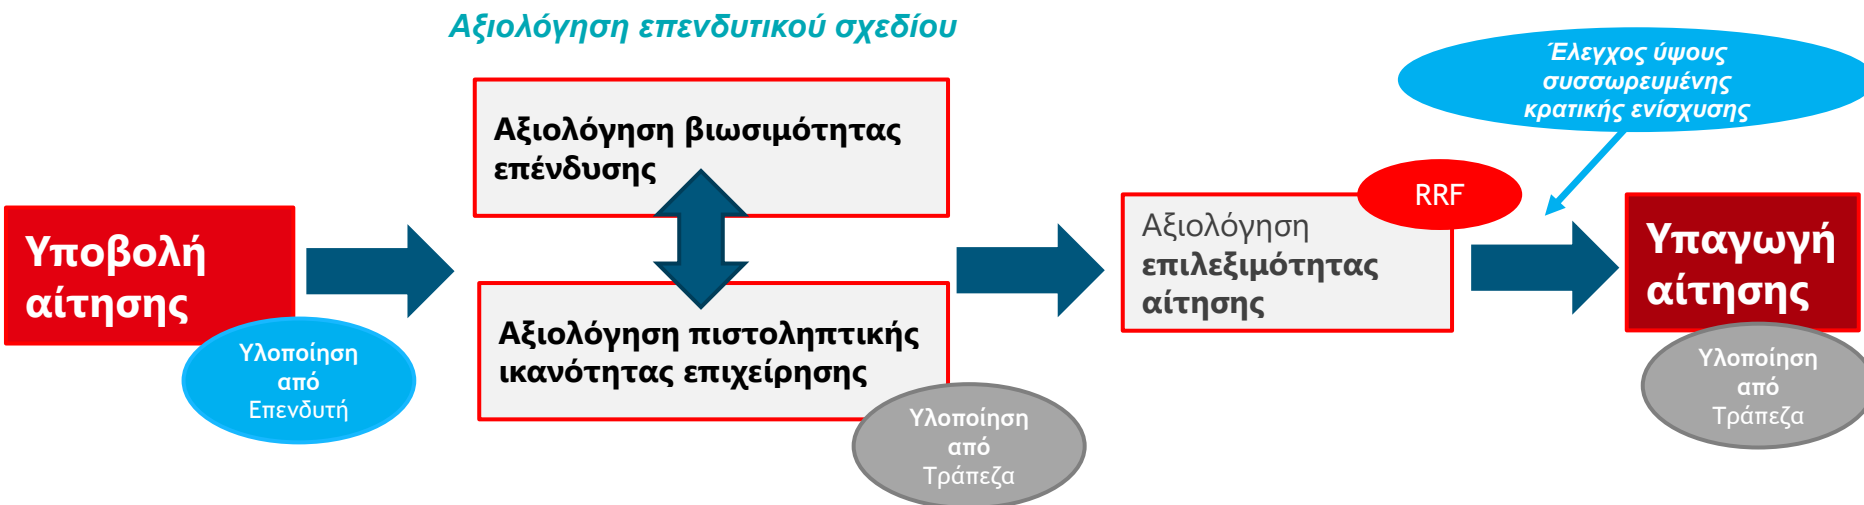 Αξιολόγηση επενδυτικού σχεδίου
Έλεγχος ύψους
συσσωρευμένης
κρατικής ενίσχυσης
Αξιολόγηση βιωσιμότητας
επένδυσης
Υποβολή
αίτησης
Υλοποίηση
από
Επενδυτή
Αξιολόγηση πιστοληπτικής
ικανότητας επιχείρησης
Υλοποίηση
από
Τράπεζα
RRF
Αξιολόγηση
επιλεξιμότητας
αίτησης
Υπαγωγή
αίτησης
Υλοποίηση
από
Τράπεζα